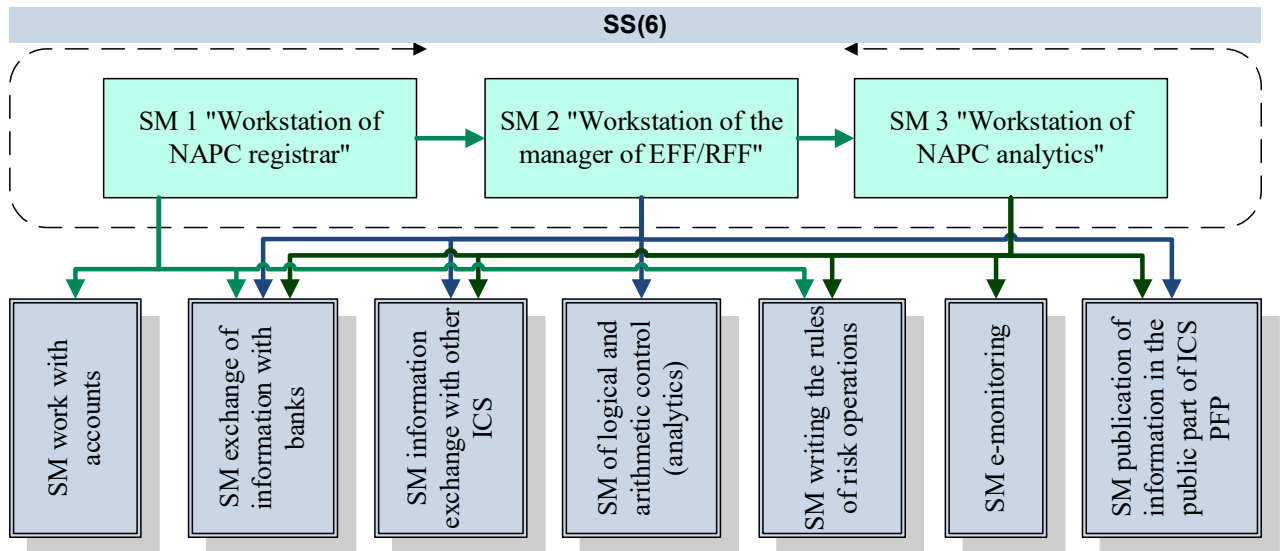 SS(6)
SM 1 "Workstation of
NAPC registrar"
SM 2 "Workstation of the
manager of EFF/RFF"
SM 3 "Workstation of
NAPC analytics"
SM work with
accounts
SM exchange of
information with
banks
SM information
exchange with other
ICS
SM of logical and
arithmetic control
(analytics)
SM writing the rules
of risk operations
SM e-monitoring
SM publication of
information in the
public part of ICS
PFP